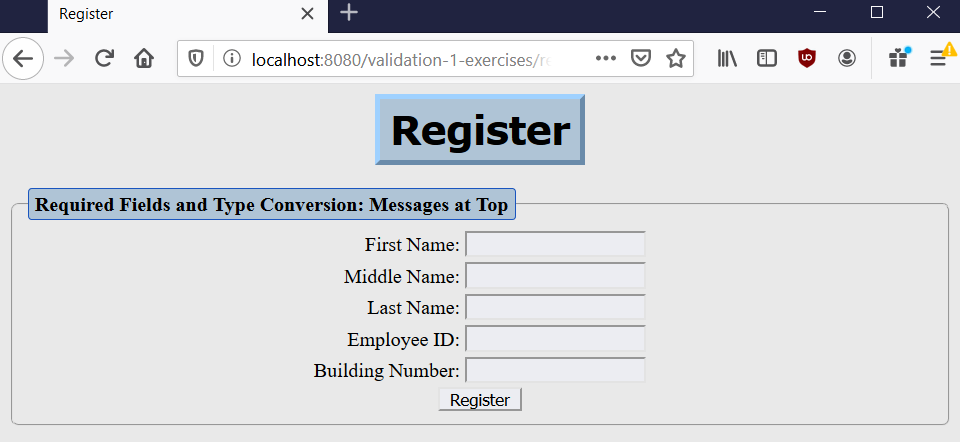 Register
localhost:8080/validation-1-exercises/re
Register
Required Fields and Type Conversion: Messages at Top
First Name:
Middle Name:
Last Name:
Employee ID:
Building Number:
Register